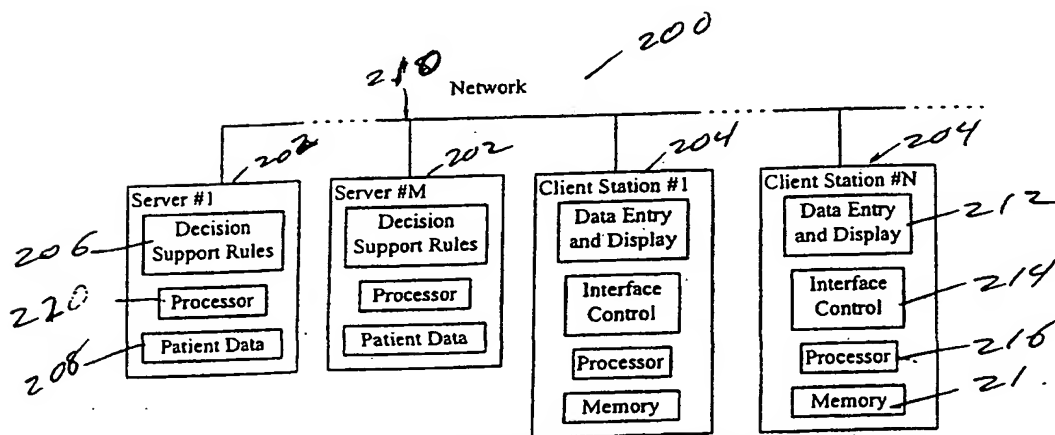 200
210
Network
202
202
204
204
Server #1
Decision
Support Rules
Processor
Patient Data
206
220
208
Server #M
Decision
Support Rules
Processor
Patient Data
Client Station #1
Data Entry
and Display
Interface
Control
Processor
Memory
Client Station #N
Data Entry
and Display
Interface
Control
Processor
Memory
212
214
216
21